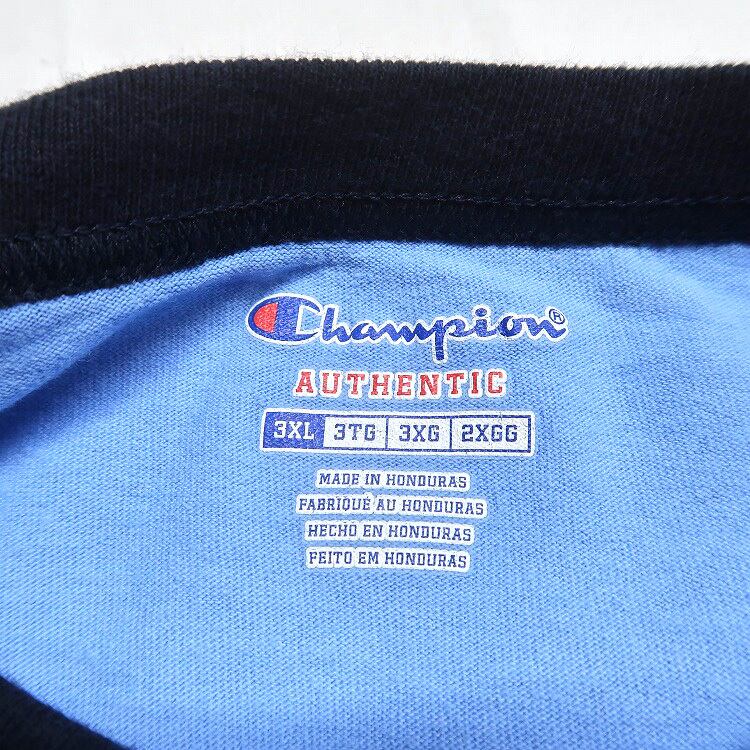 Champion®
AUTHENTIC
3XL 3TG 3XG 2XGG
MADE IN HONDURAS
FABRIQUÉ AU HONDURAS
HECHO EN HONDURAS
FEITO EM HONDURAS